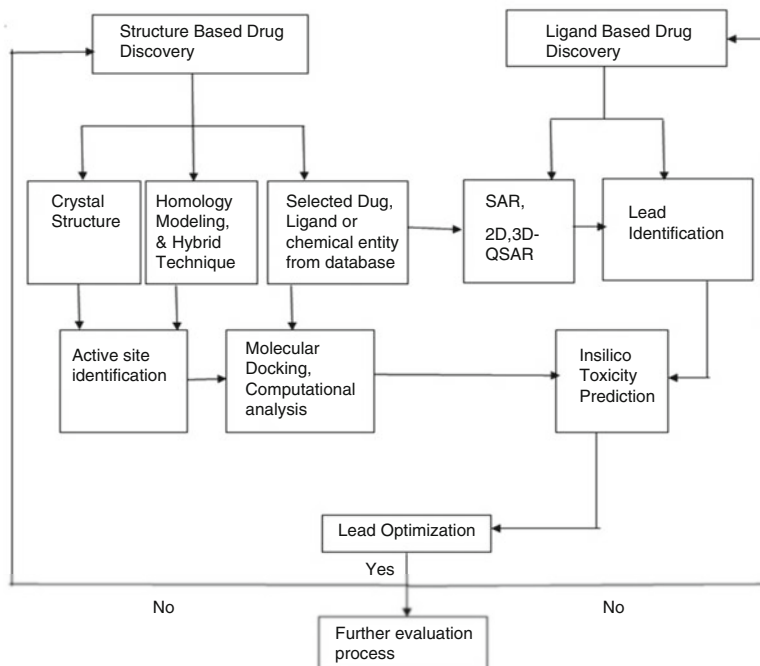 Structure Based Drug
Discovery
Ligand Based Drug
Discovery
Crystal
Structure
Homology
Modeling,
& Hybrid
Technique
Selected Dug,
Ligand or
chemical entity
from database
SAR,
2D,3D-
QSAR
Lead
Identification
Active site
identification
Molecular
Docking,
Computational
analysis
Insilico
Toxicity
Prediction
Lead Optimization
Yes
No
No
Further evaluation
process